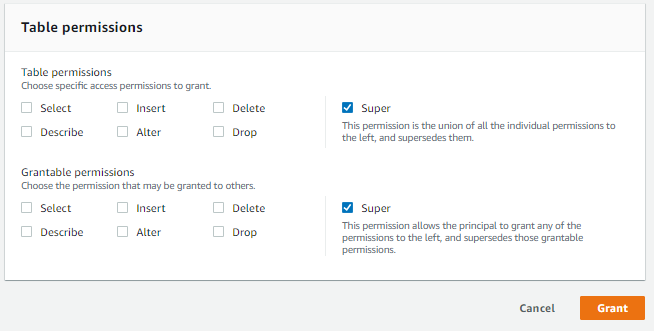 Table permissions
Table permissions
Choose specific access permissions to grant.
Select Insert Delete Super
Describe Alter Drop
This permission is the union of all the individual permissions to
the left, and supersedes them.
Grantable permissions
Choose the permission that may be granted to others.
Select Insert Delete Super
Describe Alter Drop
This permission allows the principal to grant any of the
permissions to the left, and supersedes those grantable
permissions.
Cancel Grant